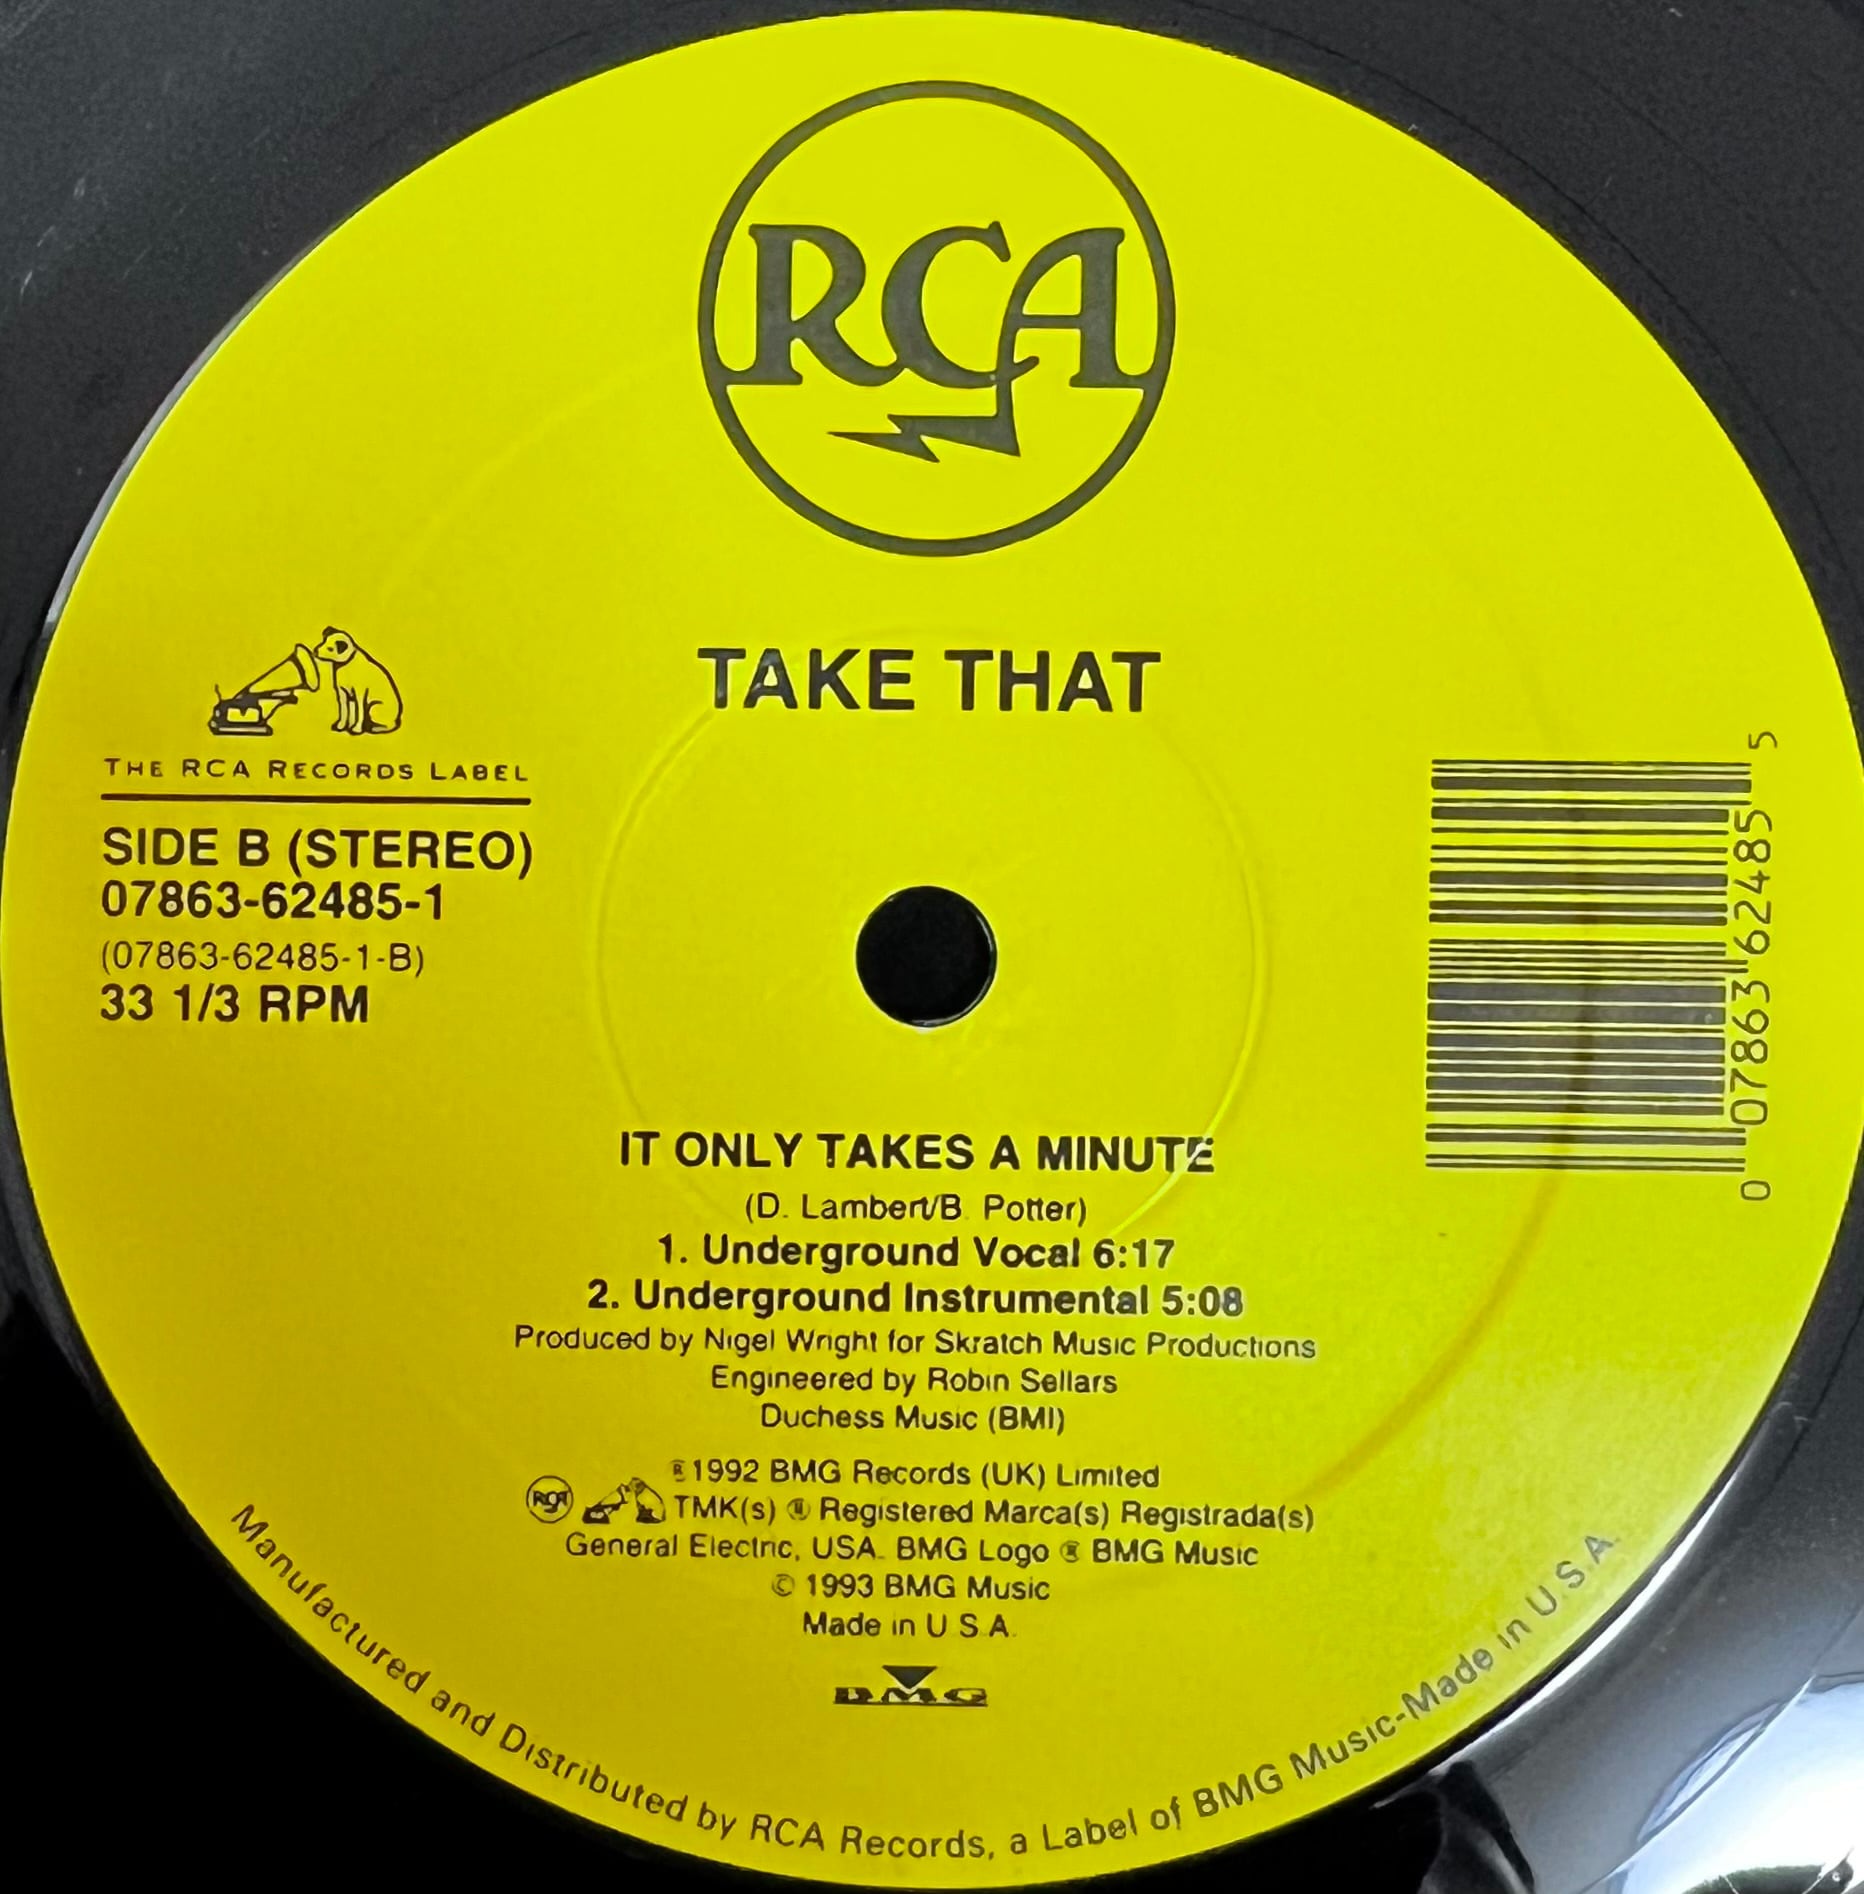 RCA
TAKE THAT
THE RCA RECORDS LABEL
SIDE B (STEREO)
07863-62485-1
(07863-62485-1-B)
33 1/3 RPM
0 07863 62485 5
IT ONLY TAKES A MINUTE
(D. Lambert/B. Potter)
1. Underground Vocal 6:17
2. Underground Instrumental 5:08
Produced by Nigel Wright for Skratch Music Productions
Engineered by Robin Sellars
Duchess Music (BMI)
℗ 1992 BMG Records (UK) Limited
RCA TMK(s) ® Registered Marca(s) Registrada(s)
General Electric, USA. BMG Logo ® BMG Music
© 1993 BMG Music
Made in U.S.A.
BMG
Manufactured and Distributed by RCA Records, a Label of BMG Music-Made in U.S.A.